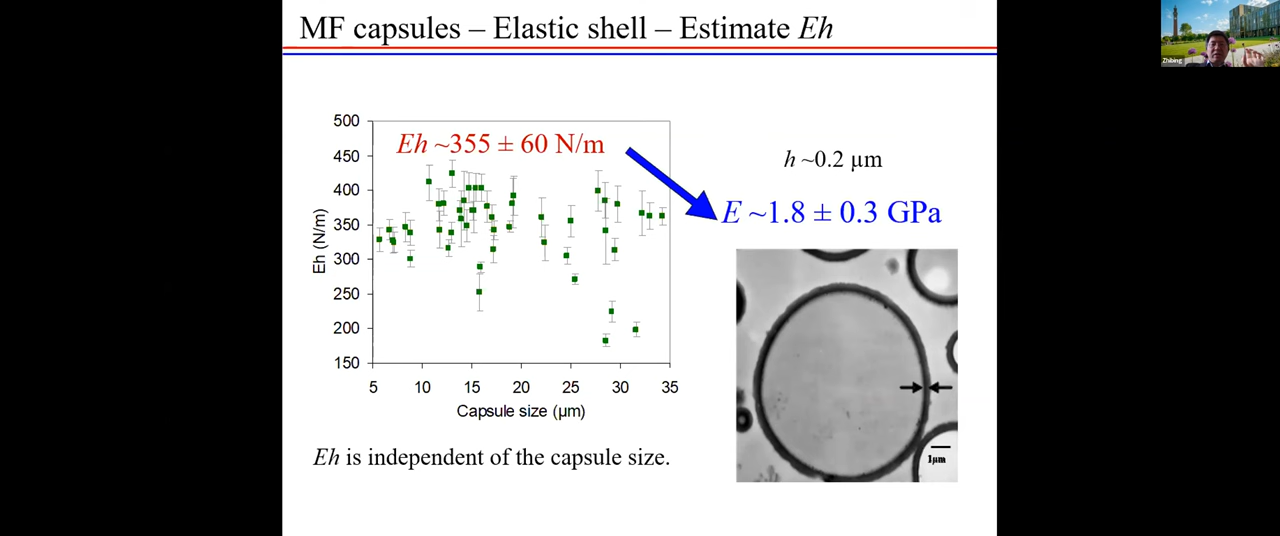 MF capsules – Elastic shell – Estimate Eh
Zhibing
Eh ~355 ± 60 N/m
h ~0.2 µm
E ~1.8 ± 0.3 GPa
Eh (N/m)
500
450
400
350
300
250
200
150
5 10 15 20 25 30 35
Capsule size (µm)
1µm
Eh is independent of the capsule size.